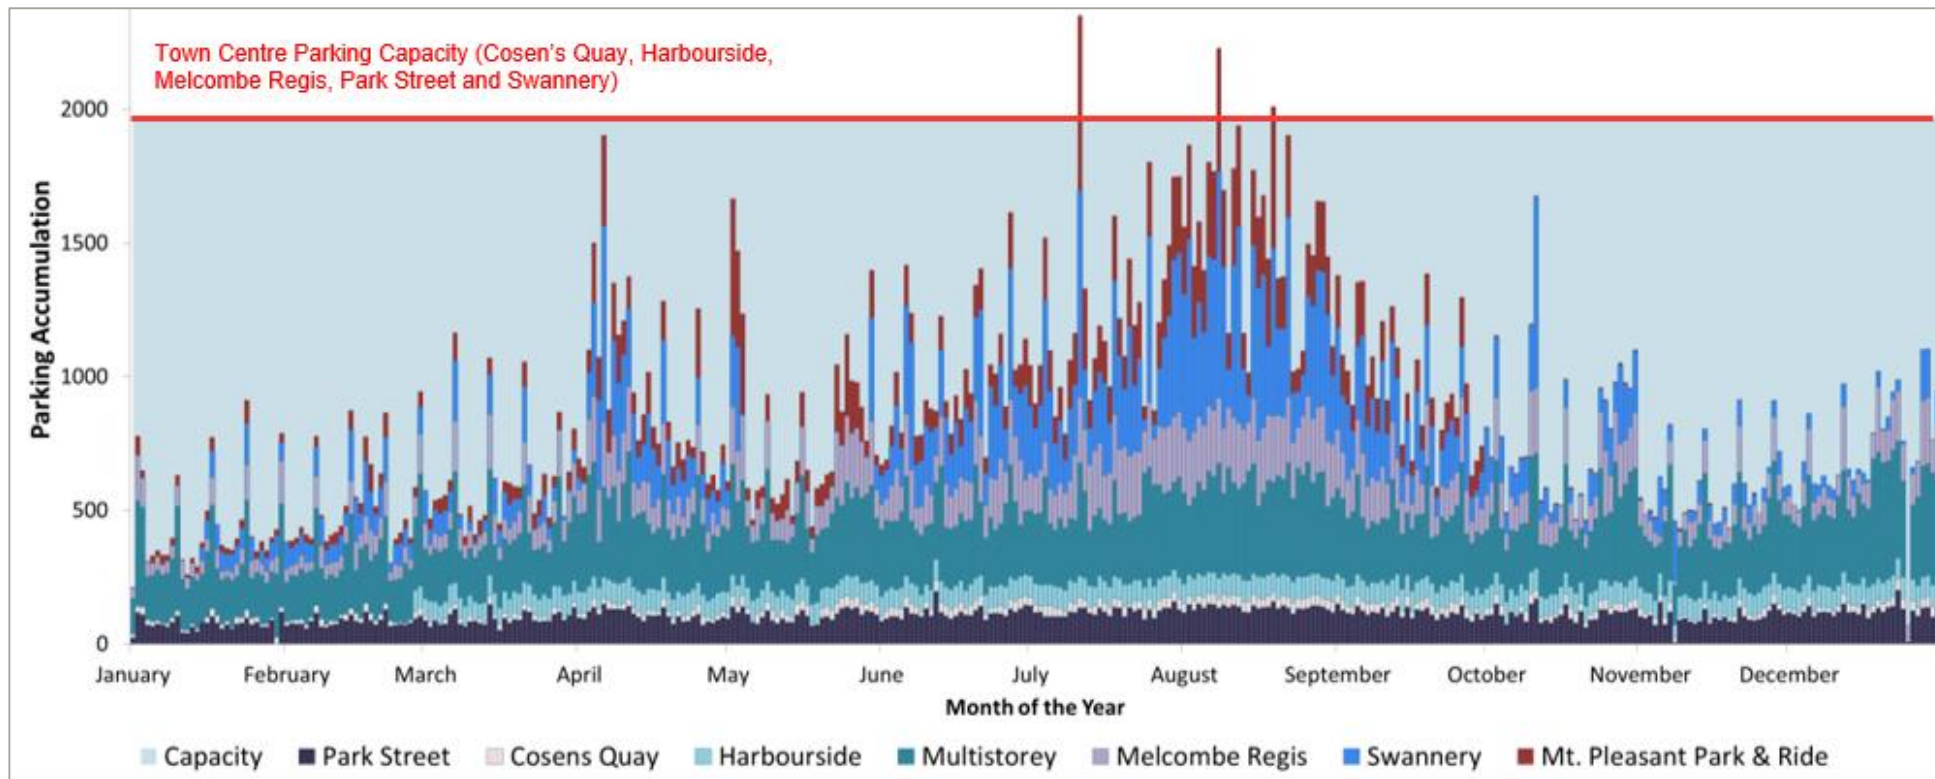 Town Centre Parking Capacity (Cosen's Quay, Harbourside,
Melcombe Regis, Park Street and Swannery)
Parking Accumulation
2000
1500
1000
500
0
January February March April May June July August September October November December
Month of the Year
Capacity Park Street Cosens Quay Harbourside Multistorey Melcombe Regis Swannery Mt. Pleasant Park & Ride